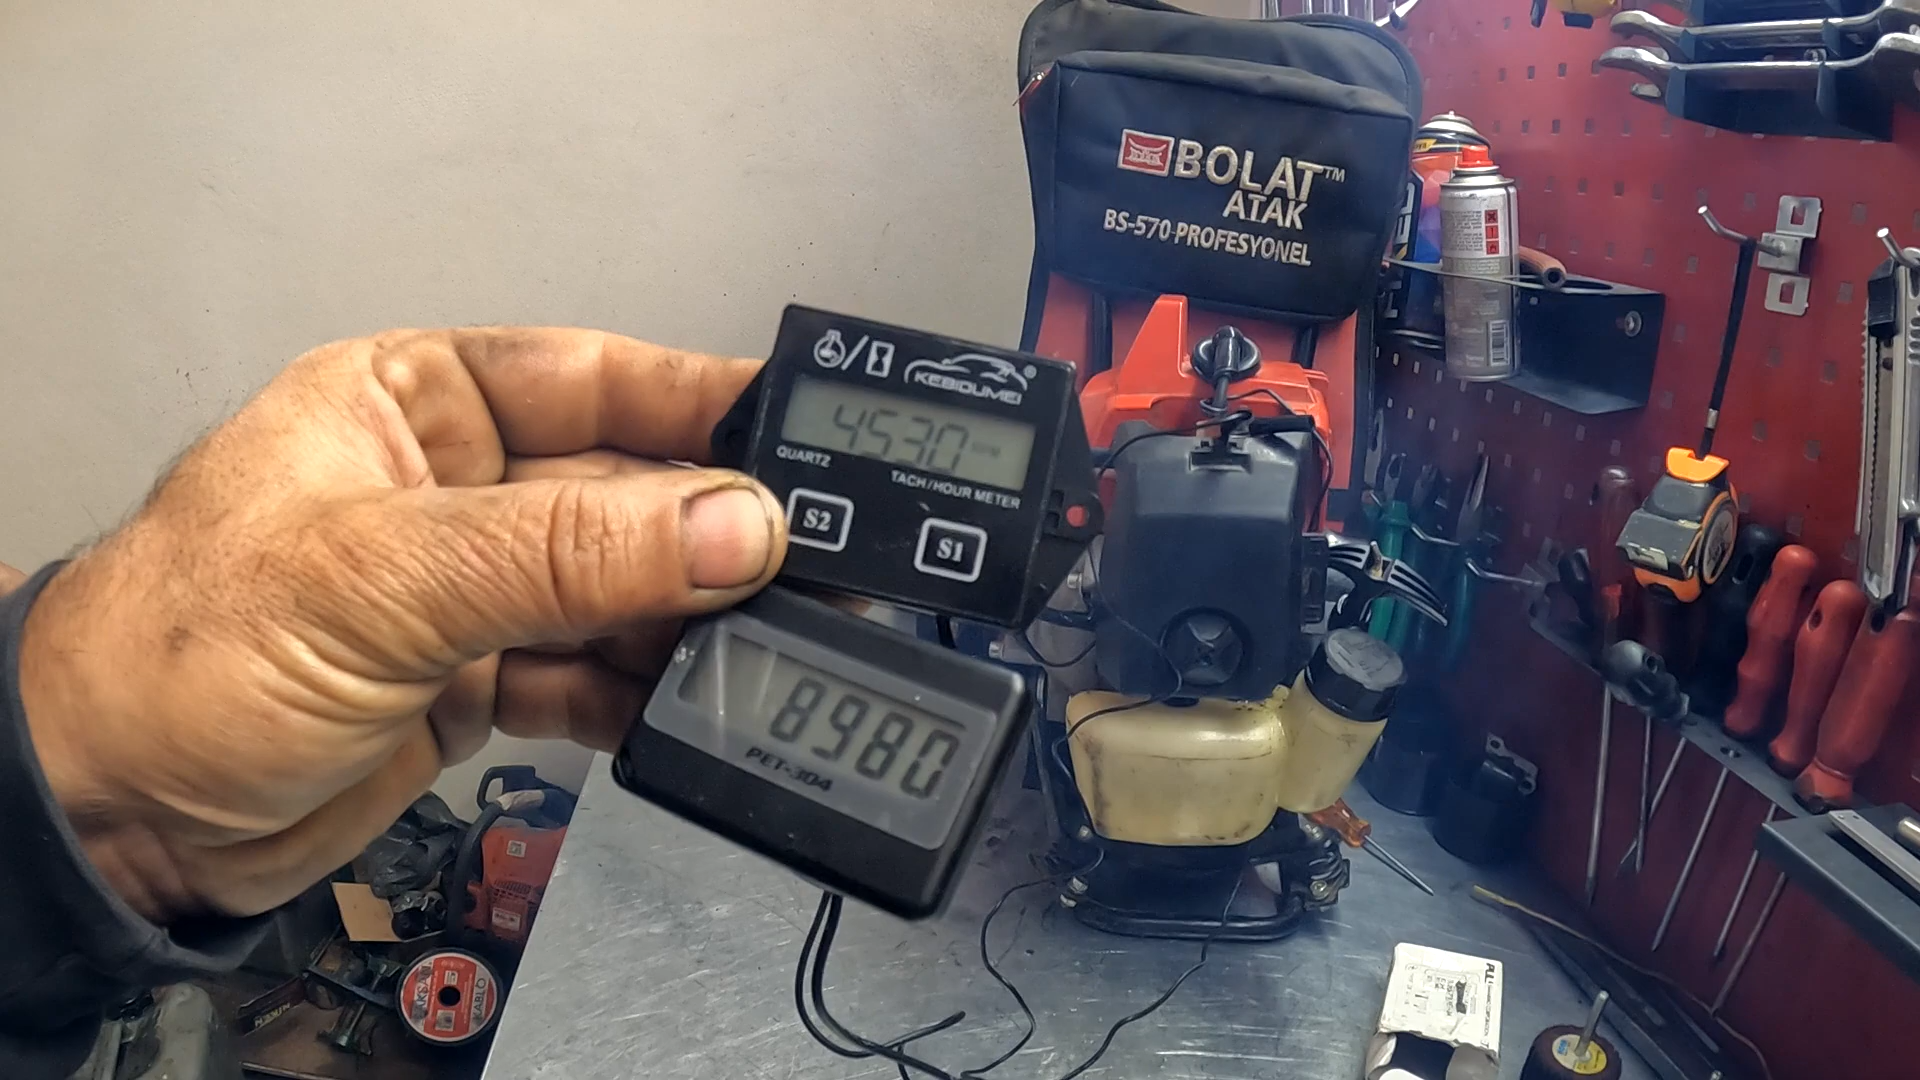 BOLAT™
ATAK
BS-570 PROFESYONEL
KEBIDUMEI®
4530
QUARTZ
TACH/HOUR METER
S2
S1
8980
PET-304